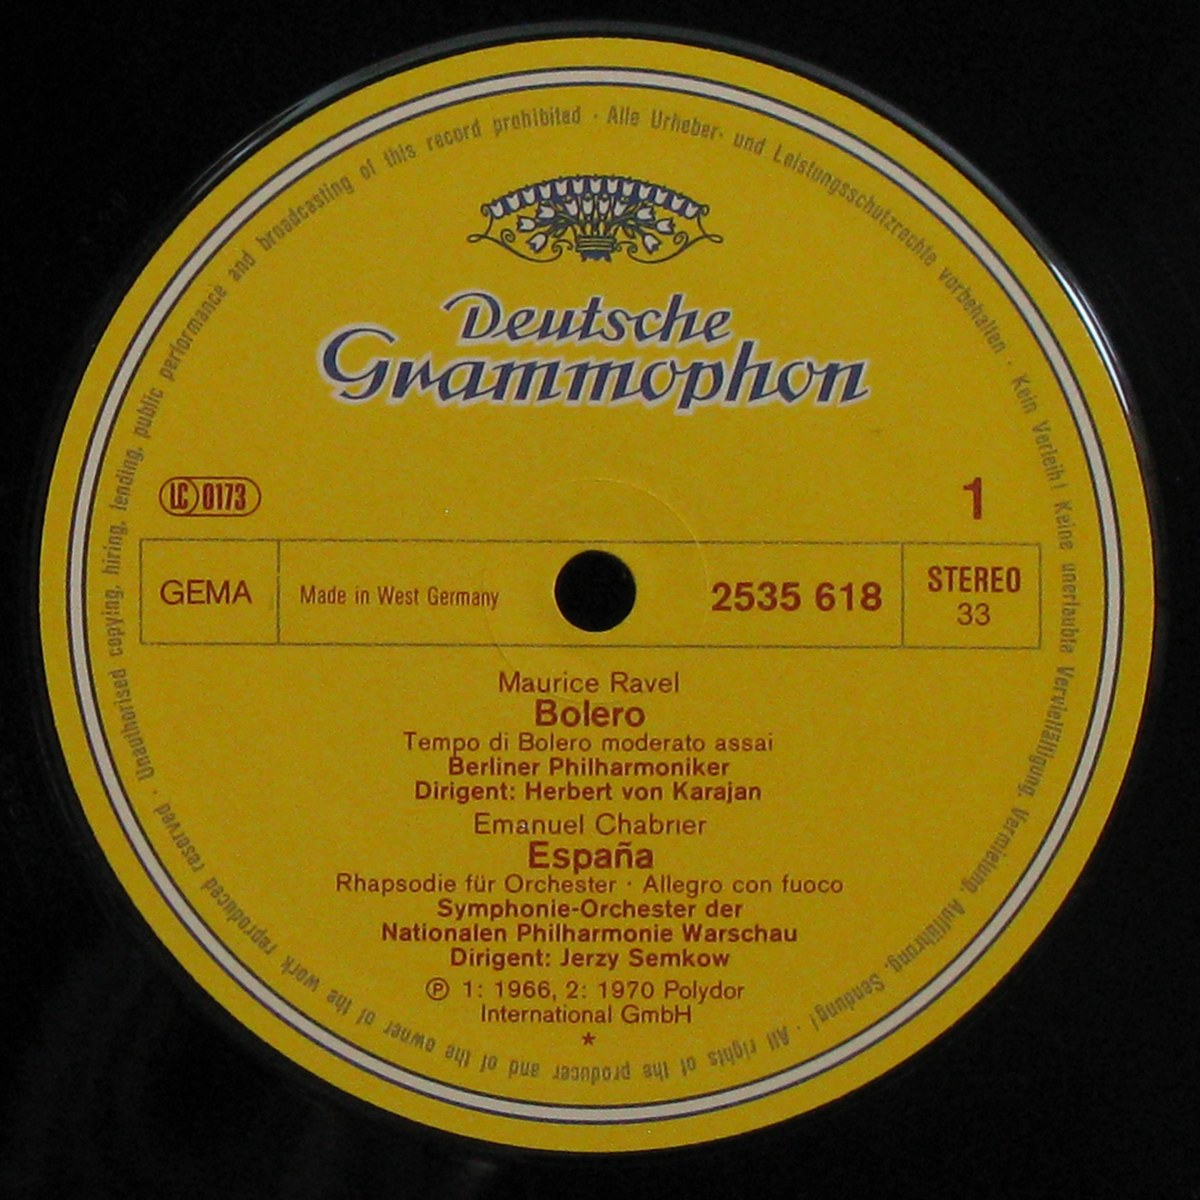 Unauthorised copying, hiring, lending, public performance and broadcasting of this record prohibited · Alle Urheber- und Leistungsschutzrechte vorbehalten · Kein Verleih! Keine unerlaubte Vervielfältigung, Vermietung, Aufführung, Sendung! · All rights of the producer and of the owner of the work reproduced reserved ·
Deutsche
Grammophon
LC 0173
1
GEMA
Made in West Germany
2535 618
STEREO
33
Maurice Ravel
Bolero
Tempo di Bolero moderato assai
Berliner Philharmoniker
Dirigent: Herbert von Karajan
Emanuel Chabrier
España
Rhapsodie für Orchester · Allegro con fuoco
Symphonie-Orchester der
Nationalen Philharmonie Warschau
Dirigent: Jerzy Semkow
℗ 1: 1966, 2: 1970 Polydor
International GmbH
*